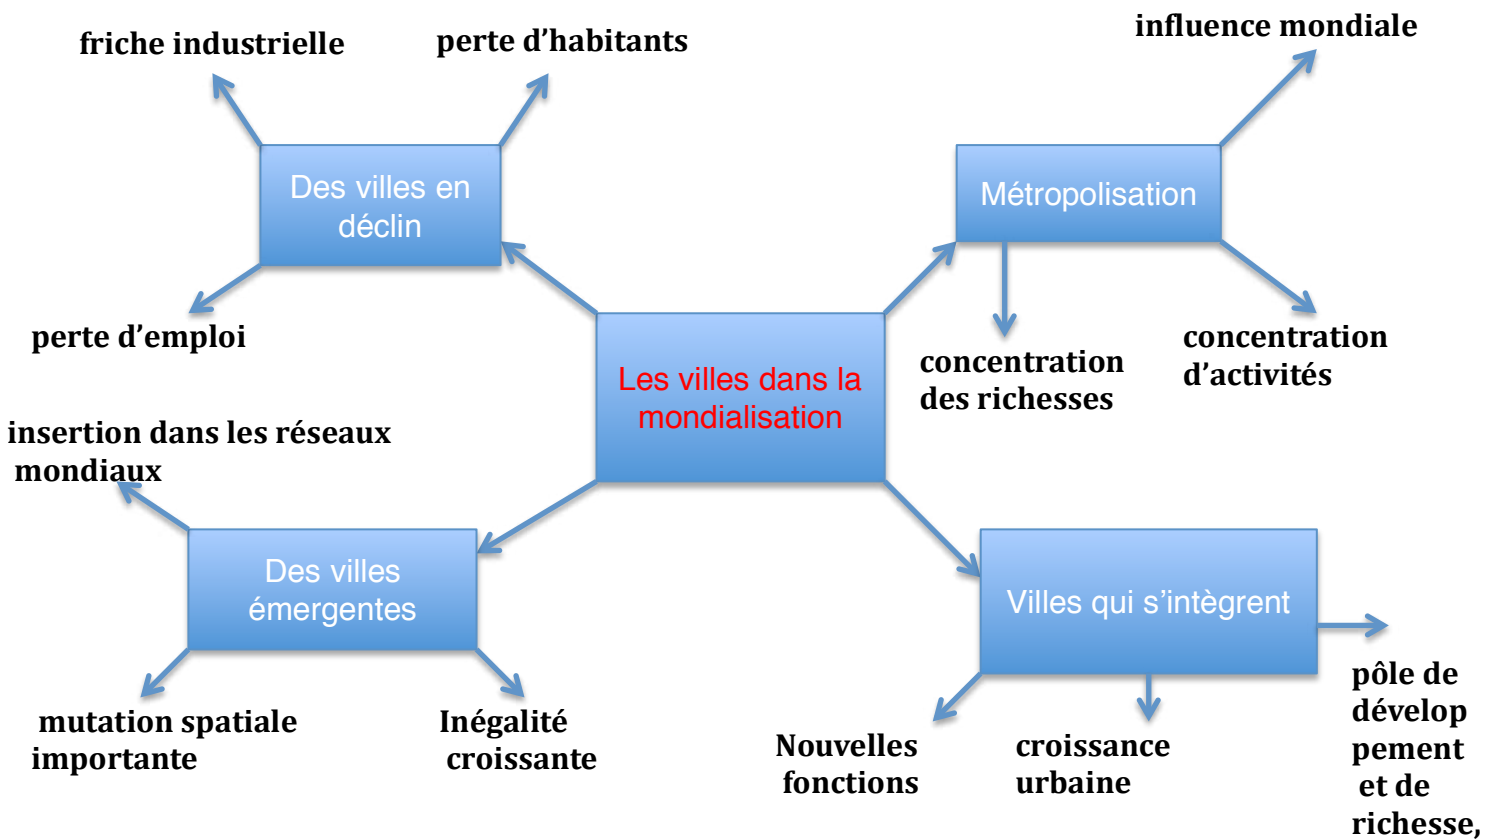 friche industrielle
perte d’habitants
Des villes en
déclin
perte d’emploi
influence mondiale
Métropolisation
concentration
des richesses
concentration
d’activités
Les villes dans la
mondialisation
insertion dans les réseaux
mondiaux
Des villes
émergentes
mutation spatiale
importante
Inégalité
croissante
Villes qui s’intègrent
Nouvelles
fonctions
croissance
urbaine
pôle de
dévelop
pement
et de
richesse,